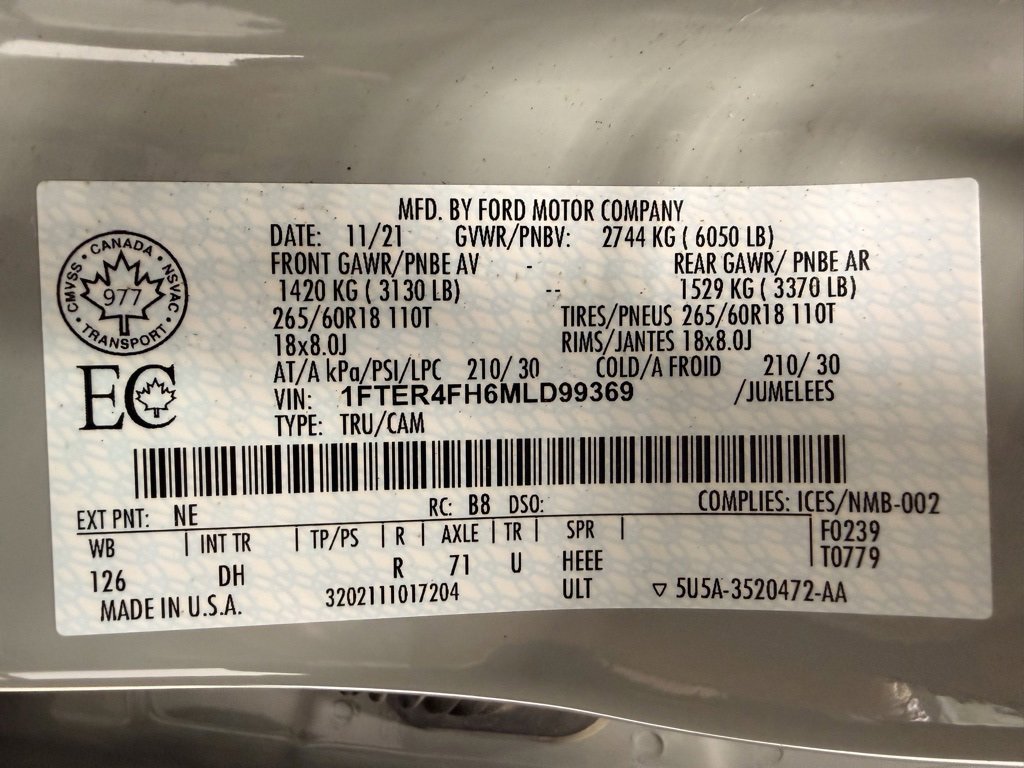 MFD. BY FORD MOTOR COMPANY
DATE: 11/21 GVWR/PNBV: 2744 KG ( 6050 LB)
FRONT GAWR/PNBE AV - REAR GAWR/ PNBE AR
1420 KG ( 3130 LB) -- 1529 KG ( 3370 LB)
265/60R18 110T TIRES/PNEUS 265/60R18 110T
18x8.0J RIMS/JANTES 18x8.0J
AT/A kPa/PSI/LPC 210/ 30 COLD/A FROID 210/ 30
VIN: 1FTER4FH6MLD99369 /JUMELEES
TYPE: TRU/CAM
CANADA
CMVSS • NSVAC
977
TRANSPORT
EC
EXT PNT: NE RC: B8 DSO: COMPLIES: ICES/NMB-002
WB | INT TR | TP/PS | R | AXLE | TR | SPR | F0239
126 DH R 71 U HEEE T0779
MADE IN U.S.A. 3202111017204 ULT ▽ 5U5A-3520472-AA